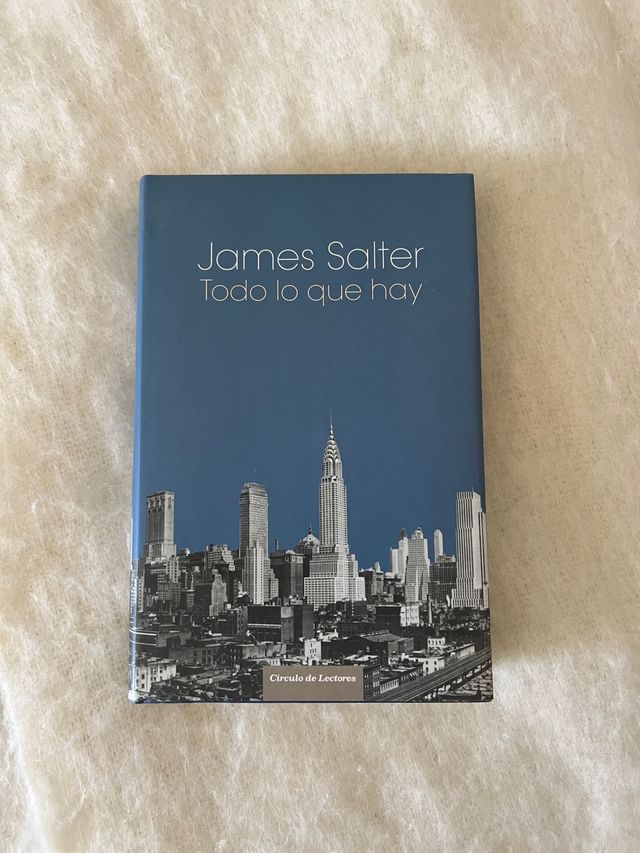 James Salter
Todo lo que hay
Círculo de Lectores